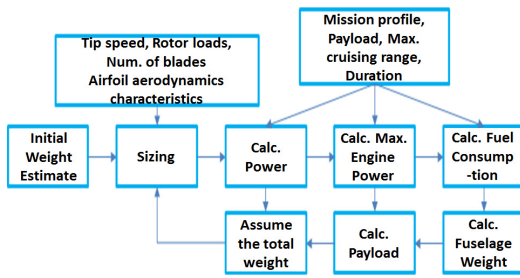 Tip speed, Rotor loads,
Num. of blades
Airfoil aerodynamics
characteristics
Mission profile,
Payload, Max.
cruising range,
Duration
Initial
Weight
Estimate
Sizing
Calc.
Power
Calc. Max.
Engine
Power
Calc. Fuel
Consump
-tion
Assume
the total
weight
Calc.
Payload
Calc.
Fuselage
Weight